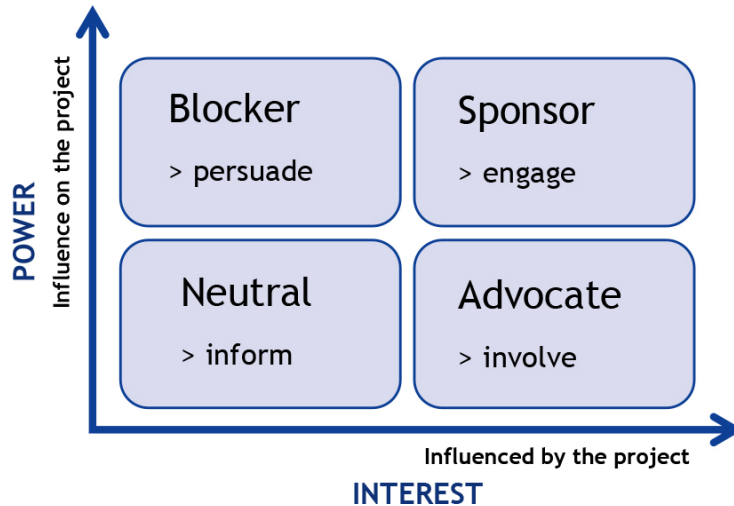 POWER
Influence on the project
Blocker
> persuade
Sponsor
> engage
Neutral
> inform
Advocate
> involve
Influenced by the project
INTEREST